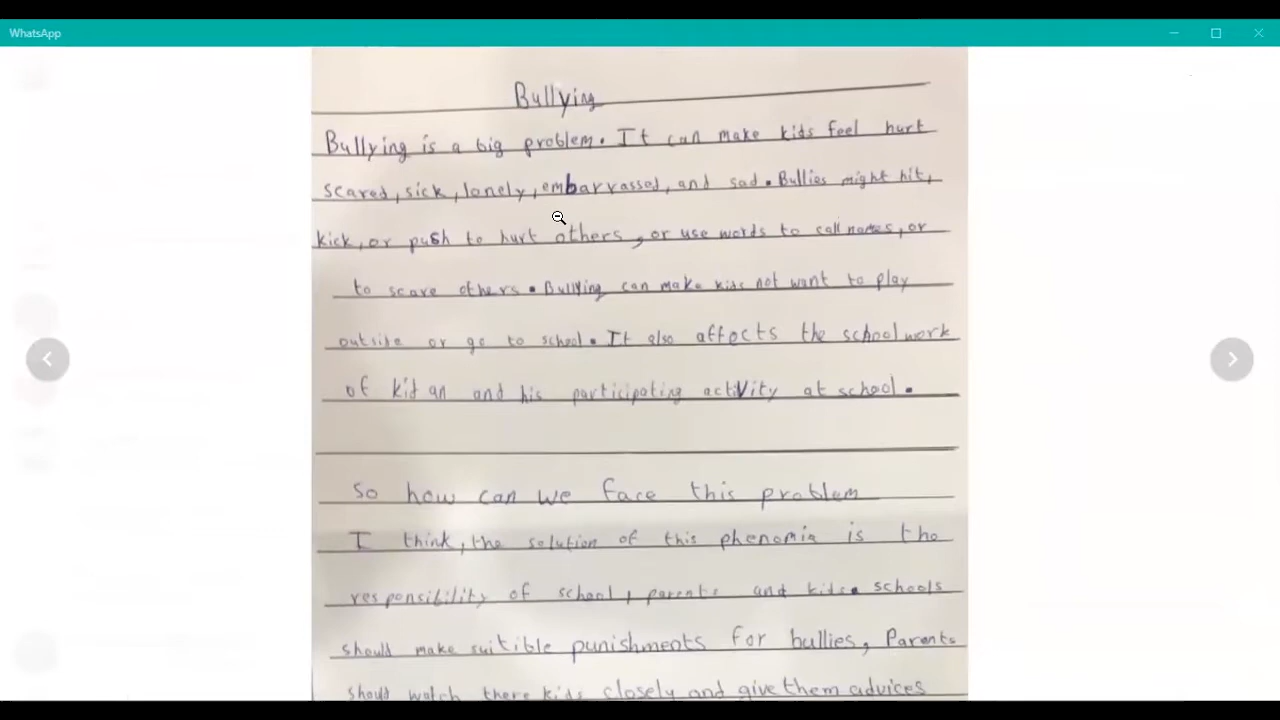 WhatsApp
Bullying
Bullying is a big problem. It can make kids feel hurt
scared, sick, lonely, embarrassed, and sad. Bullies might hit,
kick, or push to hurt others, or use words to call names, or
to scare others. Bullying can make kids not want to play
outside or go to school. It also affects the schoolwork
of kid an and his participating activity at school.
So how can we face this problem
I think, the solution of this phenomia is the
responsibility of school, parents and kids. schools
should make suitible punishments for bullies, Parents
should watch there kids closely and give them advices